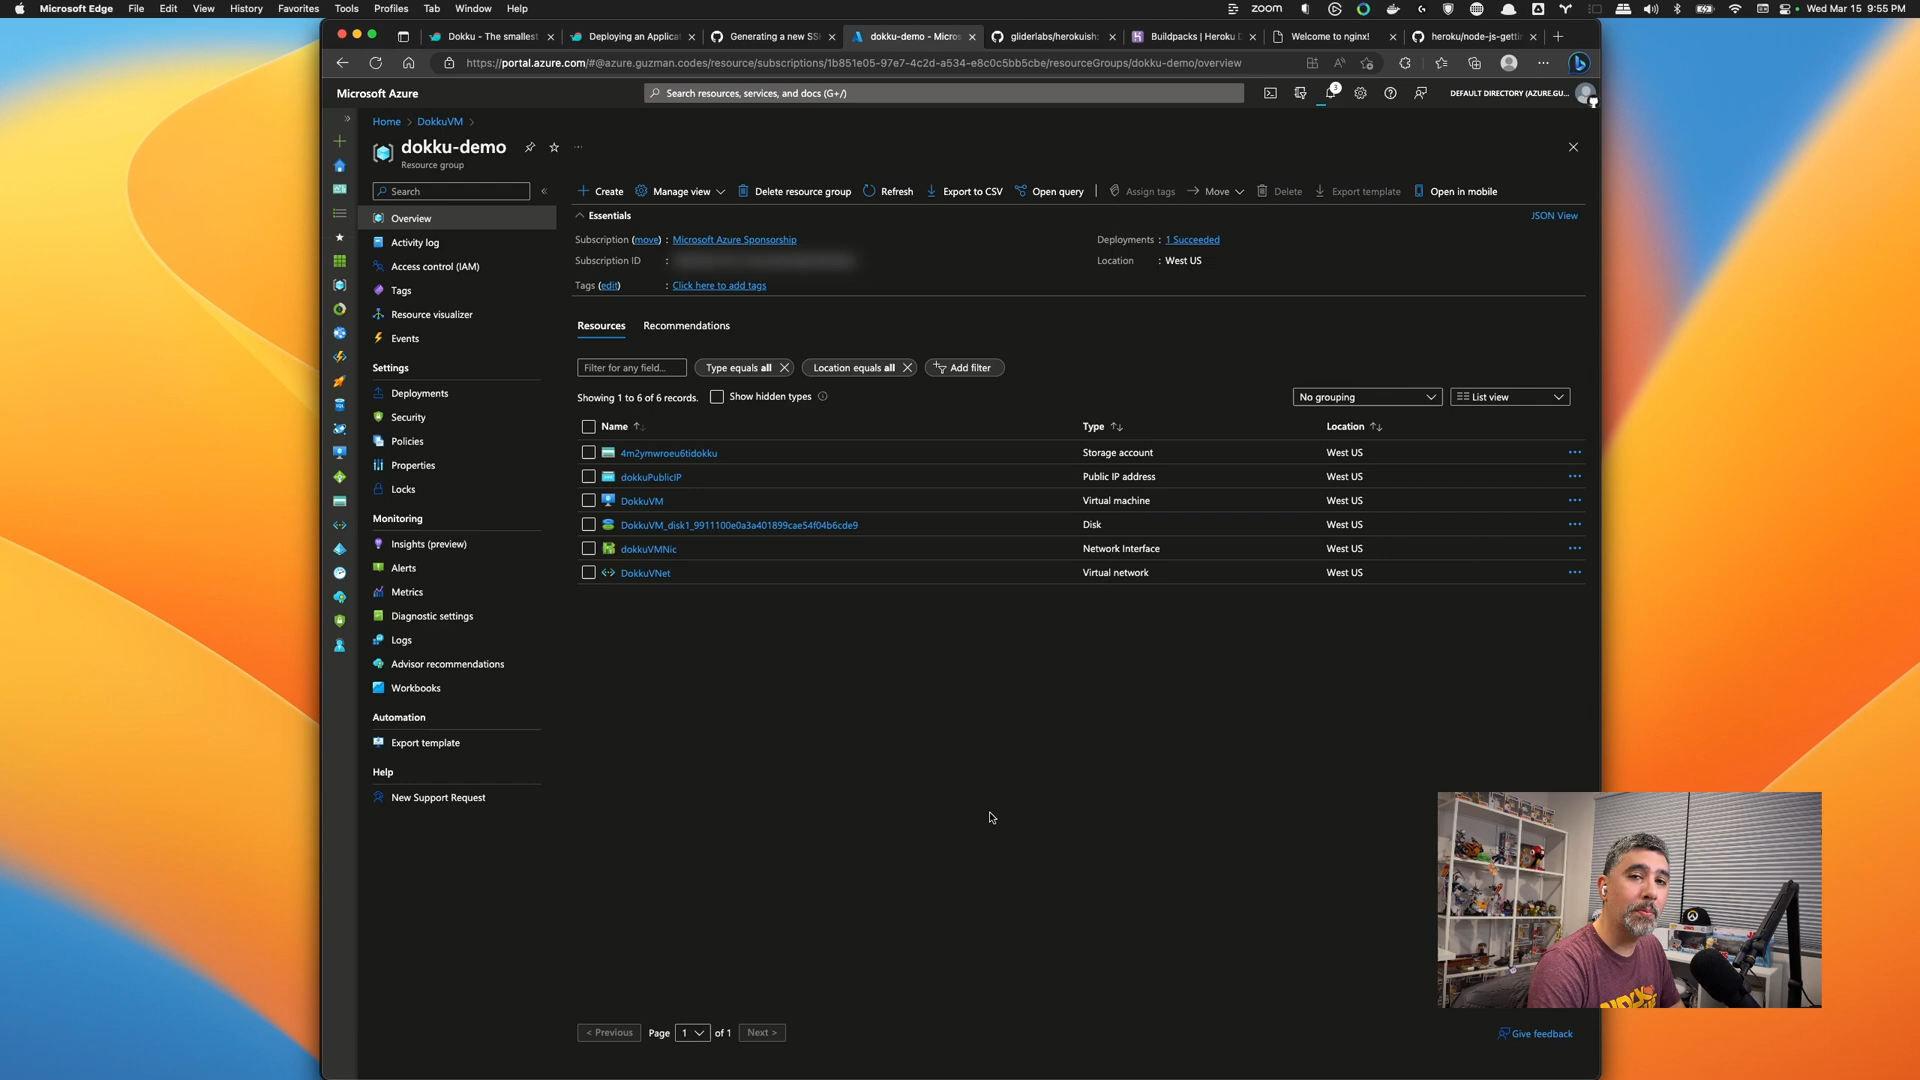 Microsoft Edge File Edit View History Favorites Tools Profiles Tab Window Help zoom Wed Mar 15 9:55 PM
Dokku - The smallest Deploying an Applicat Generating a new SSH dokku-demo - Micros gliderlabs/herokuish: Buildpacks | Heroku D Welcome to nginx! heroku/node-js-gettin
https://portal.azure.com/#@azure.guzman.codes/resource/subscriptions/1b851e05-97e7-4c2d-a534-e8c0c5bb5cbe/resourceGroups/dokku-demo/overview
Microsoft Azure Search resources, services, and docs (G+/) 3 DEFAULT DIRECTORY (AZURE.GU...
Home > DokkuVM >
dokku-demo
Resource group
Search
Create Manage view Delete resource group Refresh Export to CSV Open query Assign tags Move Delete Export template Open in mobile
Overview
Activity log
Access control (IAM)
Tags
Resource visualizer
Events
Settings
Deployments
Security
Policies
Properties
Locks
Monitoring
Insights (preview)
Alerts
Metrics
Diagnostic settings
Logs
Advisor recommendations
Workbooks
Automation
Export template
Help
New Support Request
Essentials JSON View
Subscription (move) : Microsoft Azure Sponsorship Deployments : 1 Succeeded
Subscription ID : Location : West US
Tags (edit) : Click here to add tags
Resources Recommendations
Filter for any field... Type equals all Location equals all Add filter
Showing 1 to 6 of 6 records. Show hidden types No grouping List view
Name Type Location
4m2ymwroeu6tidokku Storage account West US
dokkuPublicIP Public IP address West US
DokkuVM Virtual machine West US
DokkuVM_disk1_9911100e0a3a401899cae54f04b6cde9 Disk West US
dokkuVMNic Network Interface West US
DokkuVNet Virtual network West US
< Previous Page 1 of 1 Next > Give feedback